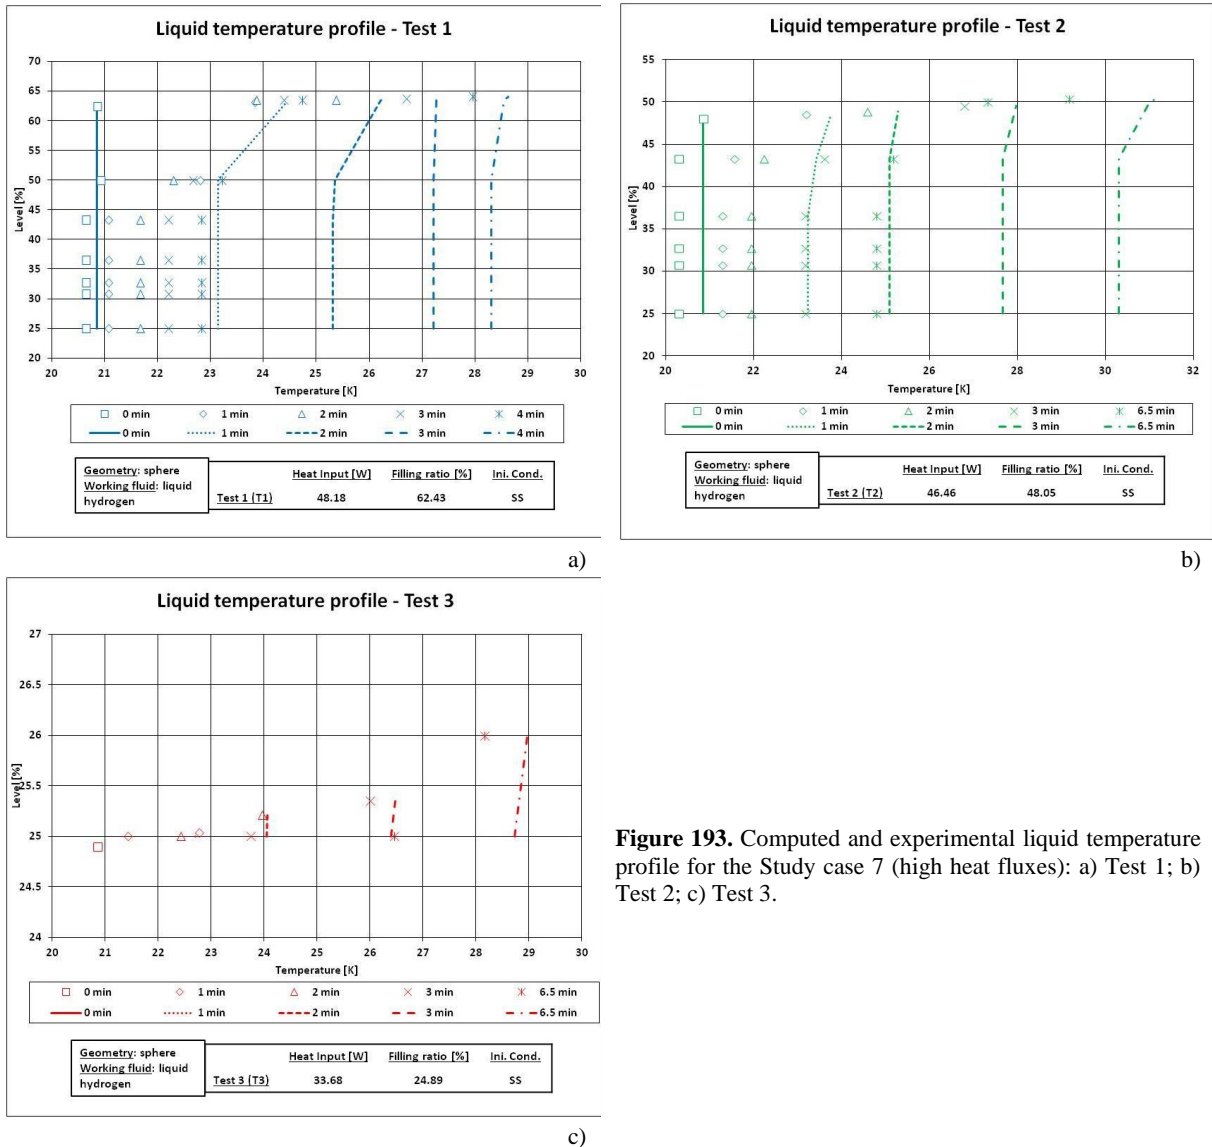 Liquid temperature profile - Test 1
70
65
60
55
50
45
40
35
30
25
20
Level [%]
20 21 22 23 24 25 26 27 28 29 30
Temperature [K]
0 min 1 min 2 min 3 min 4 min
0 min 1 min 2 min 3 min 4 min
Geometry: sphere
Working fluid: liquid
hydrogen
Heat Input [W] Filling ratio [%] Ini. Cond.
Test 1 (T1) 48.18 62.43 SS
a)
Liquid temperature profile - Test 2
55
50
45
40
35
30
25
20
Level [%]
20 22 24 26 28 30 32
Temperature [K]
0 min 1 min 2 min 3 min 6.5 min
0 min 1 min 2 min 3 min 6.5 min
Geometry: sphere
Working fluid: liquid
hydrogen
Heat Input [W] Filling ratio [%] Ini. Cond.
Test 2 (T2) 46.46 48.05 SS
b)
Liquid temperature profile - Test 3
27
26.5
26
25.5
25
24.5
24
Level [%]
20 21 22 23 24 25 26 27 28 29 30
Temperature [K]
0 min 1 min 2 min 3 min 6.5 min
0 min 1 min 2 min 3 min 6.5 min
Geometry: sphere
Working fluid: liquid
hydrogen
Heat Input [W] Filling ratio [%] Ini. Cond.
Test 3 (T3) 33.68 24.89 SS
c)
Figure 193. Computed and experimental liquid temperature
profile for the Study case 7 (high heat fluxes): a) Test 1; b)
Test 2; c) Test 3.